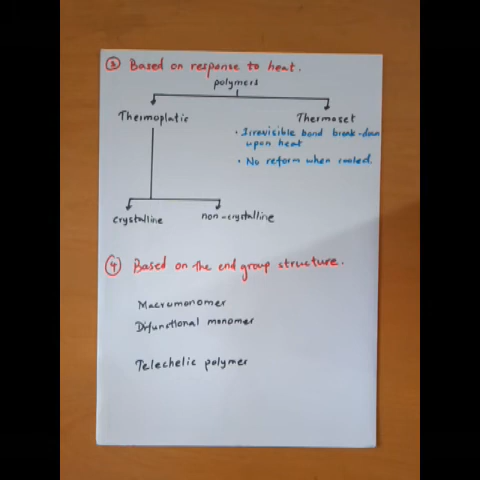 ③ Based on response to heat.
polymers
Thermoplatic
Thermoset
• Irrevisible bond break-down
upon heat
• No reform when cooled.
crystalline
non-crystalline
④ Based on the end group structure.
Macromonomer
Difunctional monomer
Telechelic polymer